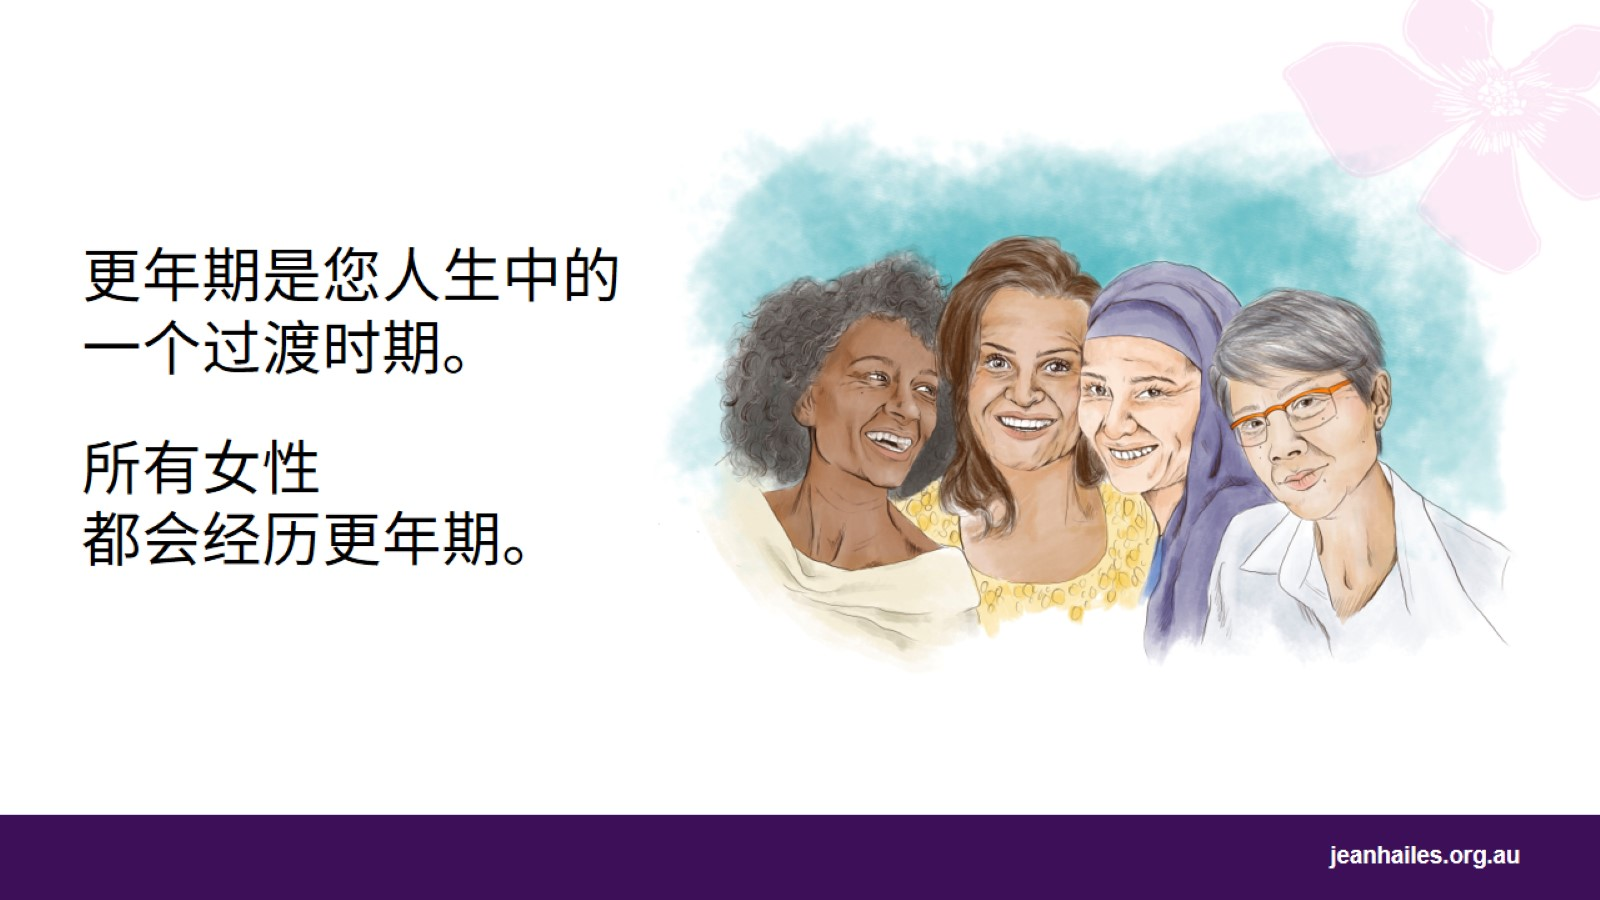 更年期是您人生中的
一个过渡时期。
所有女性
都会经历更年期。
jeanhailes.org.au